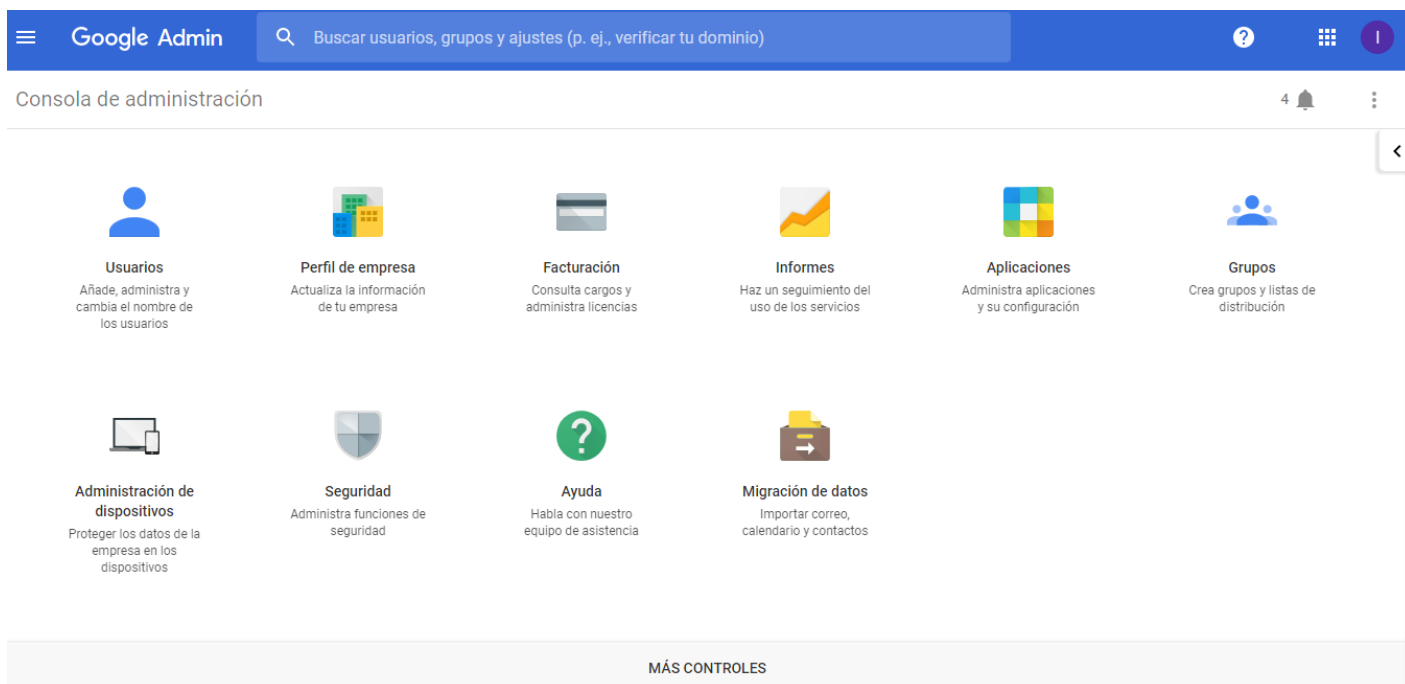 Google Admin
Buscar usuarios, grupos y ajustes (p. ej., verificar tu dominio)
I
Consola de administración
4
Usuarios
Añade, administra y
cambia el nombre de
los usuarios
Perfil de empresa
Actualiza la información
de tu empresa
Facturación
Consulta cargos y
administra licencias
Informes
Haz un seguimiento del
uso de los servicios
Aplicaciones
Administra aplicaciones
y su configuración
Grupos
Crea grupos y listas de
distribución
Administración de
dispositivos
Proteger los datos de la
empresa en los
dispositivos
Seguridad
Administra funciones de
seguridad
Ayuda
Habla con nuestro
equipo de asistencia
Migración de datos
Importar correo,
calendario y contactos
MÁS CONTROLES